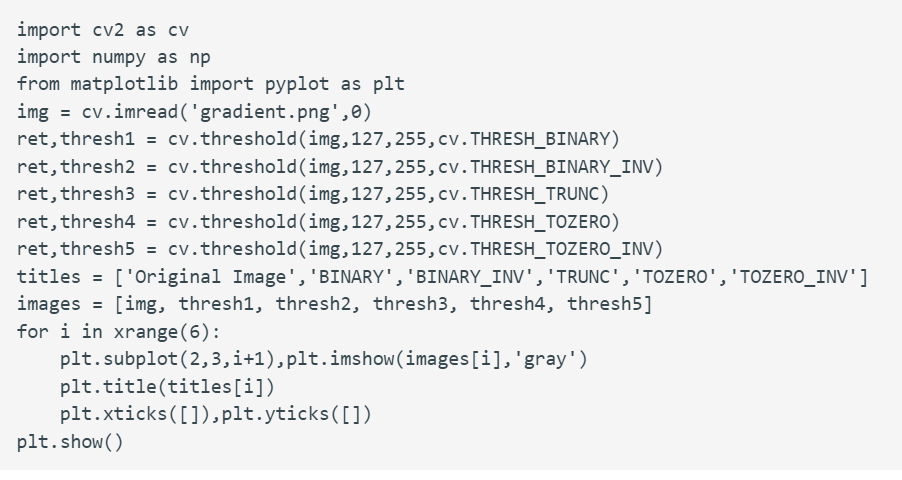 import cv2 as cv
import numpy as np
from matplotlib import pyplot as plt
img = cv.imread('gradient.png',0)
ret,thresh1 = cv.threshold(img,127,255,cv.THRESH_BINARY)
ret,thresh2 = cv.threshold(img,127,255,cv.THRESH_BINARY_INV)
ret,thresh3 = cv.threshold(img,127,255,cv.THRESH_TRUNC)
ret,thresh4 = cv.threshold(img,127,255,cv.THRESH_TOZERO)
ret,thresh5 = cv.threshold(img,127,255,cv.THRESH_TOZERO_INV)
titles = ['Original Image','BINARY','BINARY_INV','TRUNC','TOZERO','TOZERO_INV']
images = [img, thresh1, thresh2, thresh3, thresh4, thresh5]
for i in xrange(6):
    plt.subplot(2,3,i+1),plt.imshow(images[i],'gray')
    plt.title(titles[i])
    plt.xticks([]),plt.yticks([])
plt.show()